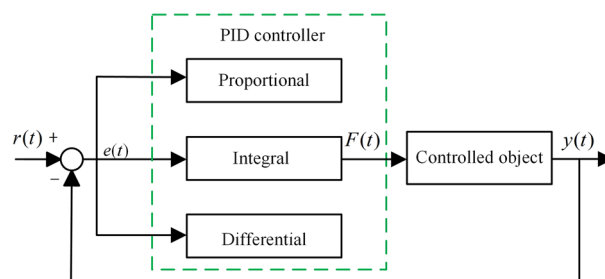 PID controller
Proportional
r(t) +
e(t)
Integral
F(t)
Controlled object
y(t)
−
Differential